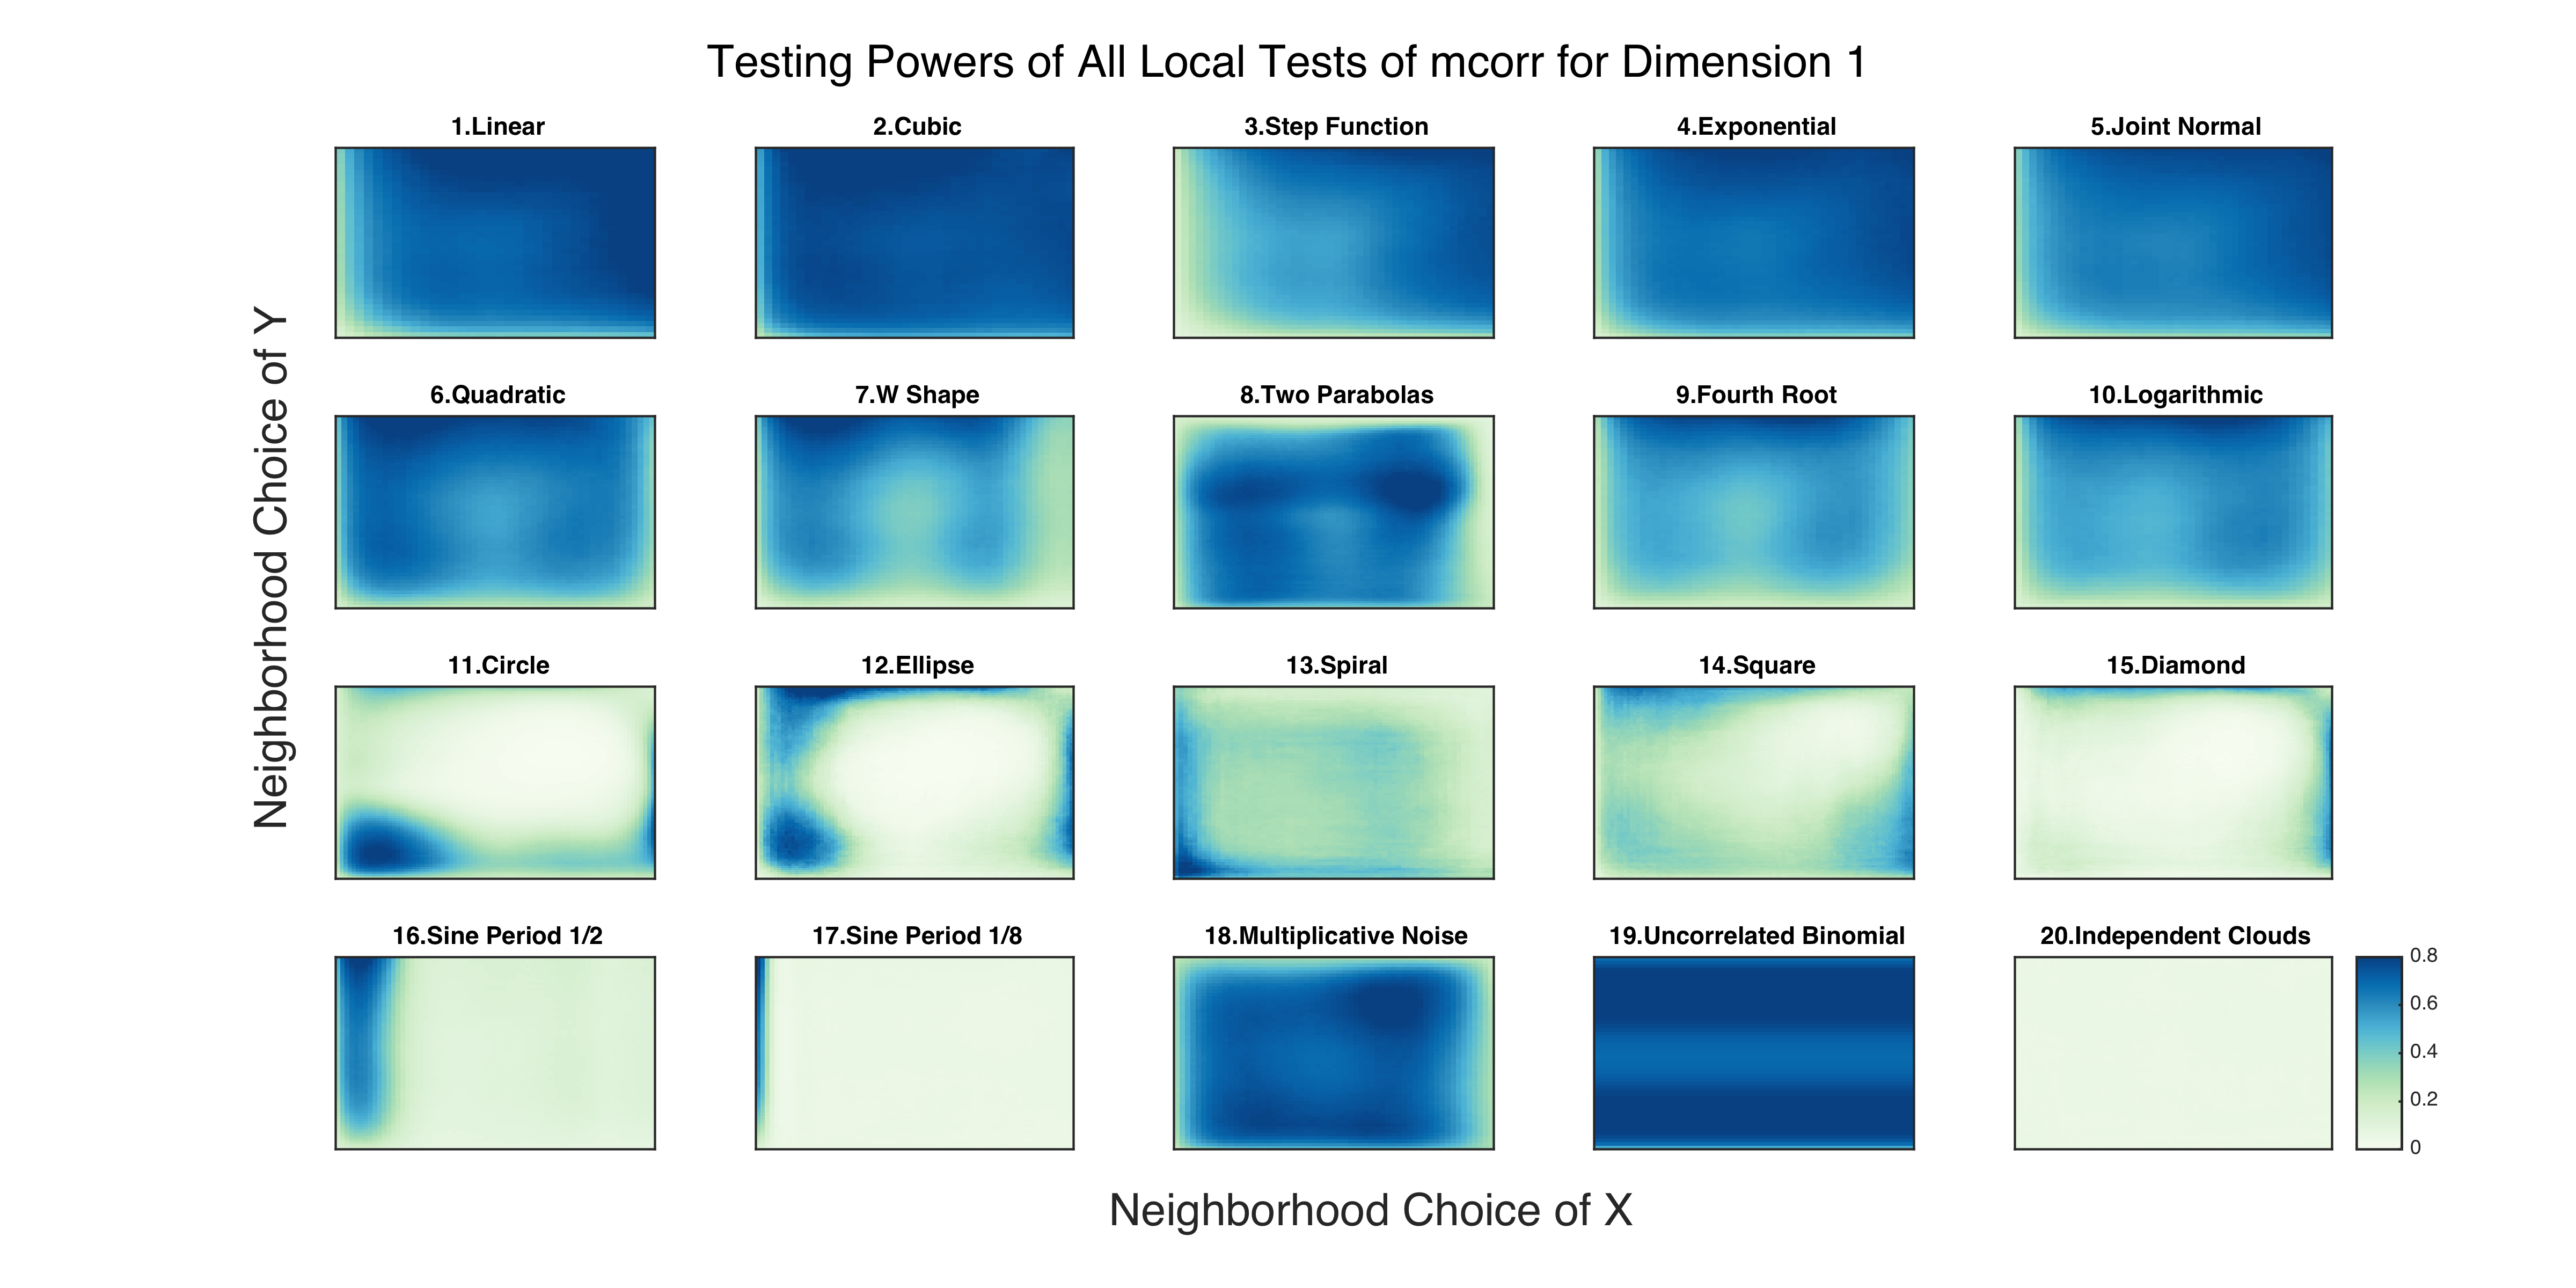 Testing Powers of All Local Tests of mcorr for Dimension 1
1.Linear
2.Cubic
3.Step Function
4.Exponential
5.Joint Normal
6.Quadratic
7.W Shape
8.Two Parabolas
9.Fourth Root
10.Logarithmic
11.Circle
12.Ellipse
13.Spiral
14.Square
15.Diamond
16.Sine Period 1/2
17.Sine Period 1/8
18.Multiplicative Noise
19.Uncorrelated Binomial
20.Independent Clouds
0.8
0.6
0.4
0.2
0
Neighborhood Choice of Y
Neighborhood Choice of X